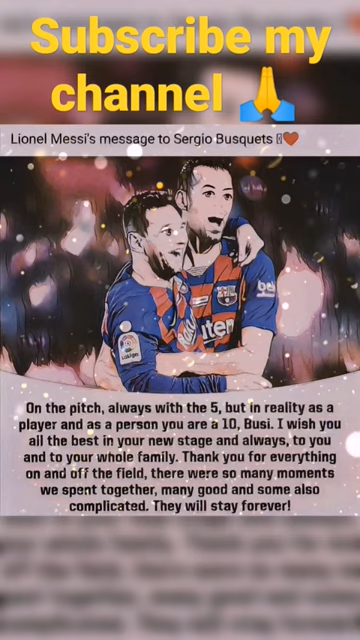 Subscribe my
channel 🙏
Lionel Messi's message to Sergio Busquets ❤️
beko
On the pitch, always with the 5, but in reality as a
player and as a person you are a 10, Busi. I wish you
all the best in your new stage and always, to you
and to your whole family. Thank you for everything
on and off the field, there were so many moments
we spent together, many good and some also
complicated. They will stay forever!